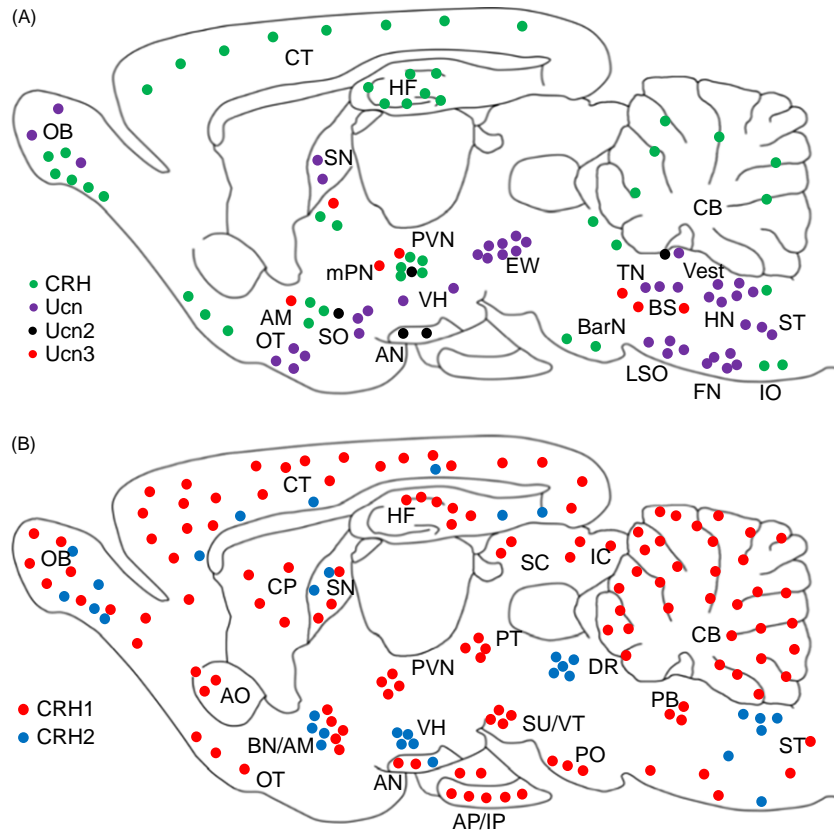 (A)
CT
HF
OB
SN
CB
PVN
mPN
EW
TN
Vest
CRH
Ucn
Ucn2
Ucn3
AM
SO
VH
BS
HN
ST
OT
AN
BarN
LSO
FN
IO
(B)
CT
HF
OB
SC
IC
CP
SN
CB
PT
PVN
DR
AO
PB
CRH1
CRH2
BN/AM
VH
SU/VT
ST
OT
AN
PO
AP/IP